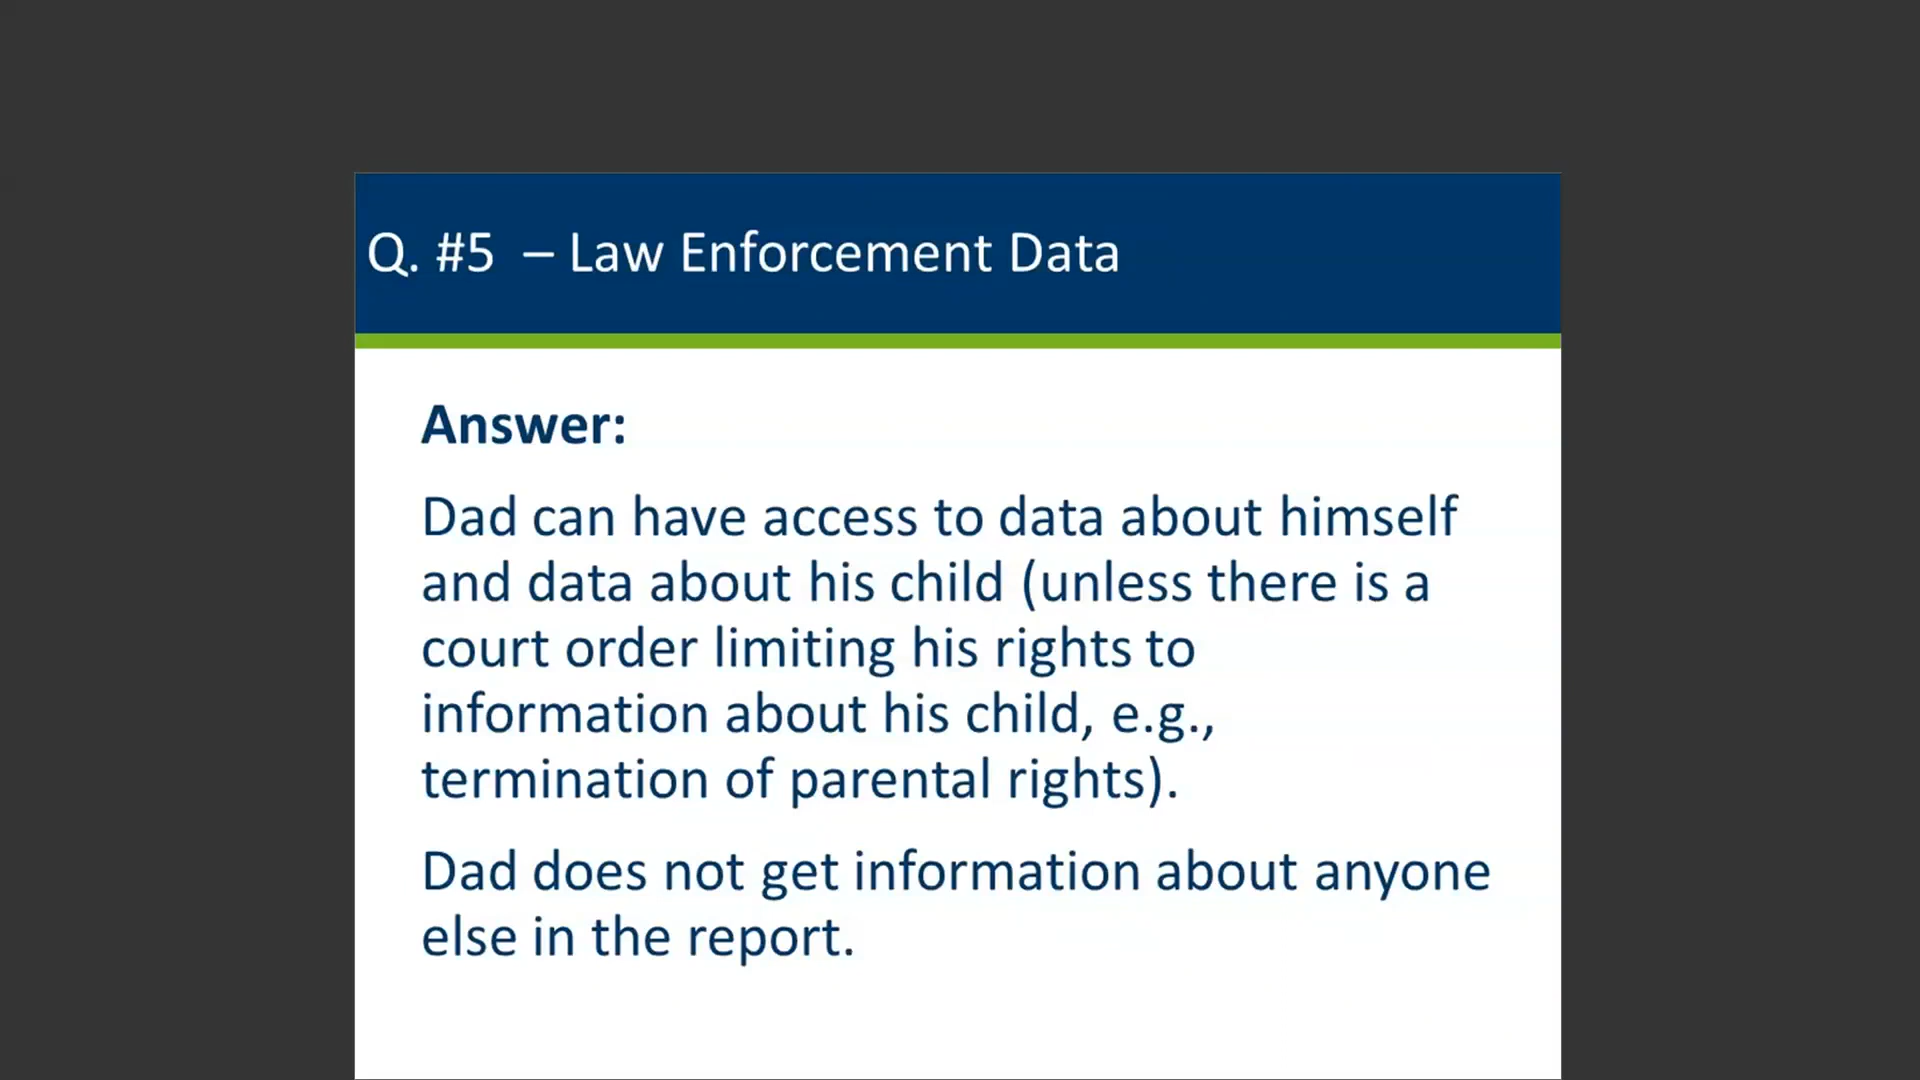 Q. #5  – Law Enforcement Data
Answer:
Dad can have access to data about himself
and data about his child (unless there is a
court order limiting his rights to
information about his child, e.g.,
termination of parental rights).
Dad does not get information about anyone
else in the report.